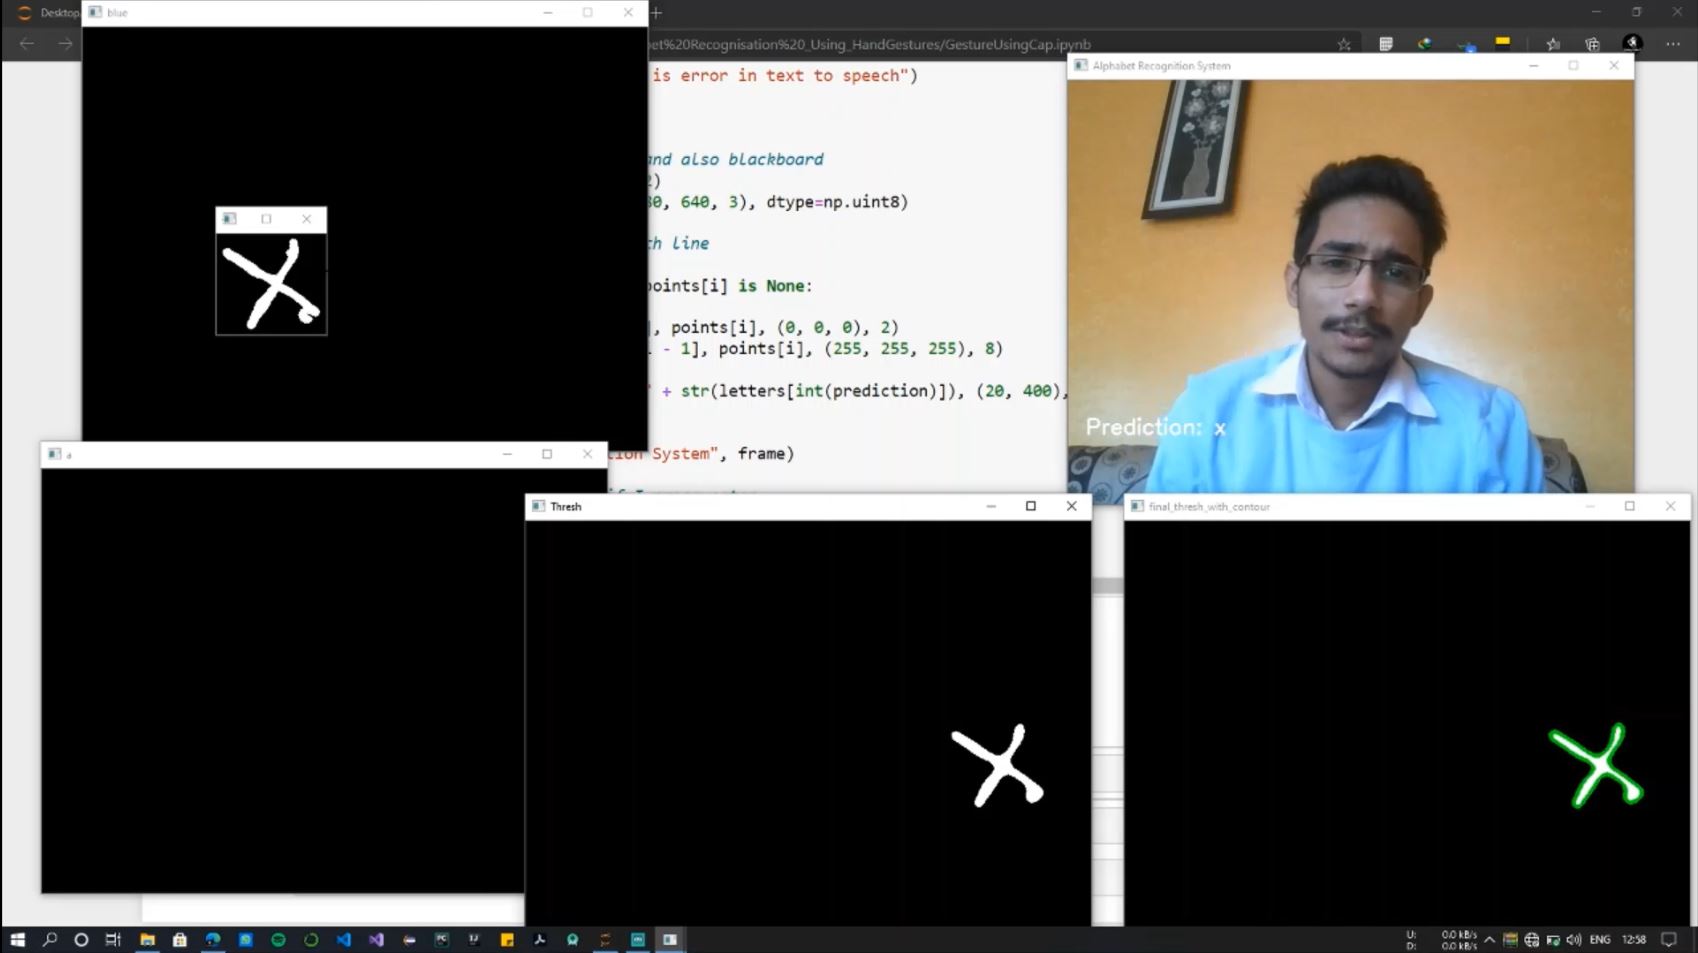 Desktop
blue
et%20Recognisation%20_Using_HandGestures/GestureUsingCap.ipynb
is error in text to speech")
Alphabet Recognition System
and also blackboard
2)
80, 640, 3), dtype=np.uint8)
th line
points[i] is None:
], points[i], (0, 0, 0), 2)
- 1], points[i], (255, 255, 255), 8)
" + str(letters[int(prediction)]), (20, 400),
Prediction: x
a
ion System", frame)
Thresh
final_thresh_with_contour
U: 0.0 kB/s
D: 0.0 kB/s
ENG
12:58